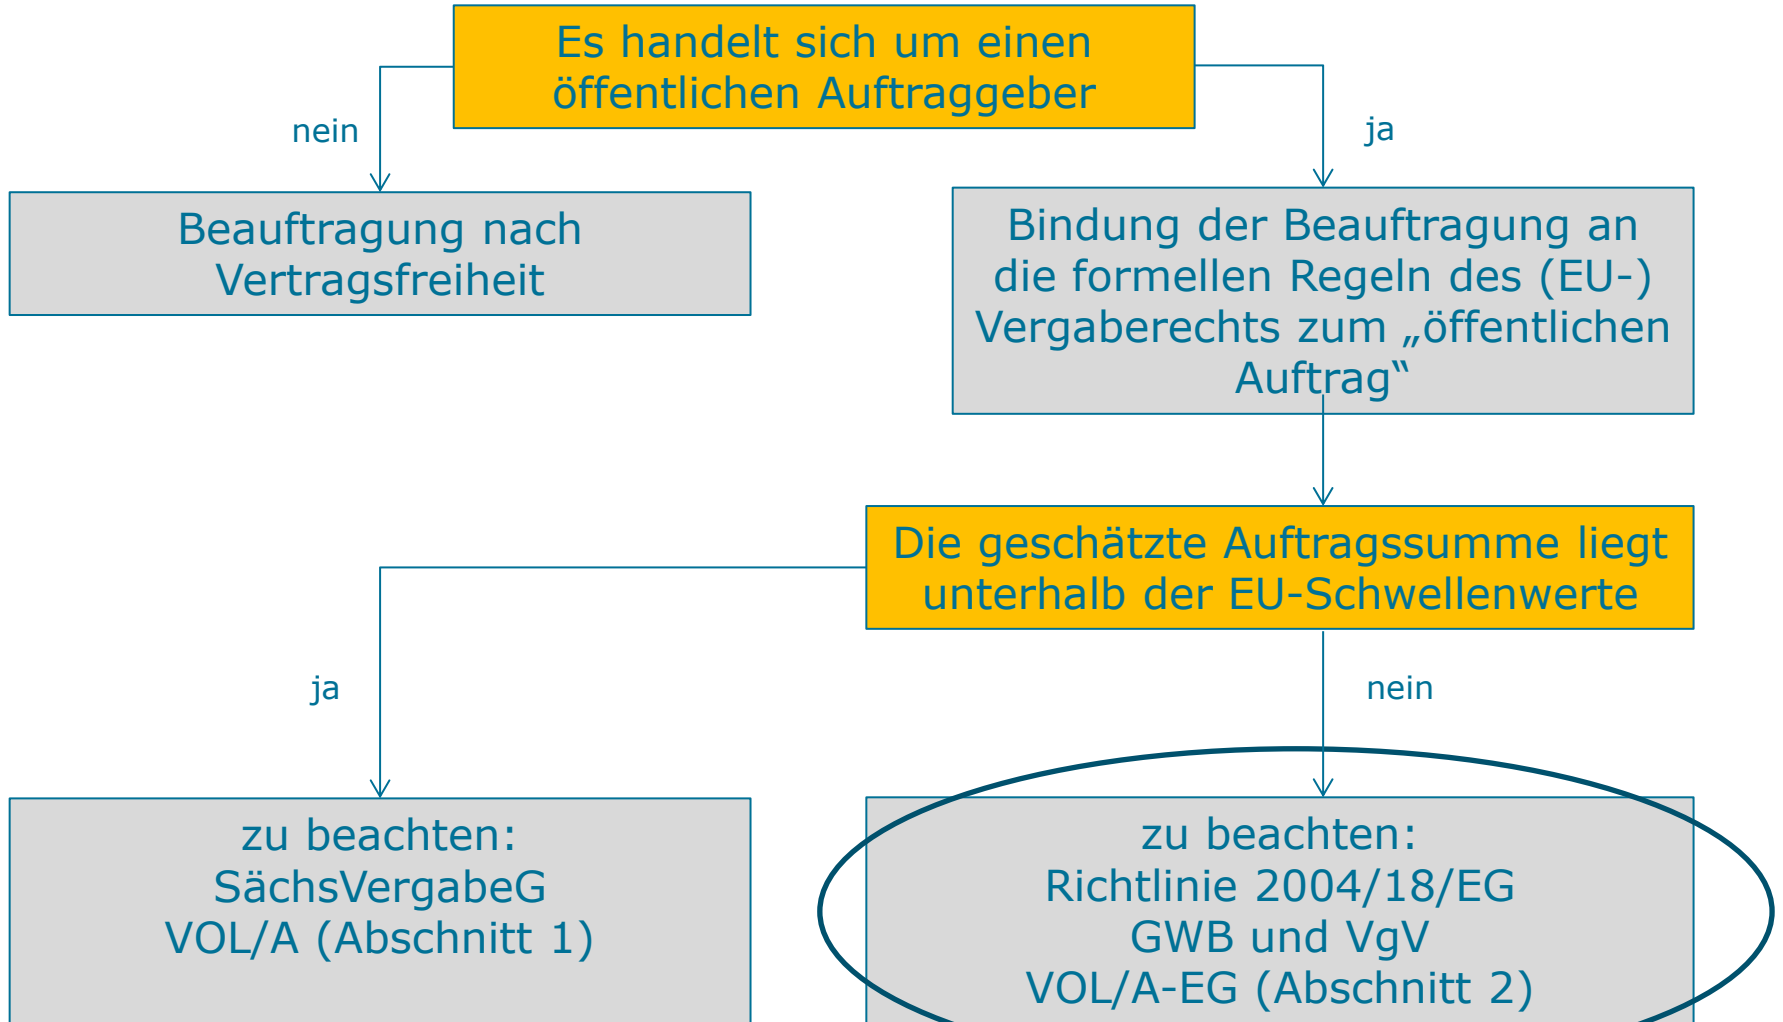 Es handelt sich um einen
öffentlichen Auftraggeber
nein
ja
Beauftragung nach
Vertragsfreiheit
Bindung der Beauftragung an
die formellen Regeln des (EU-)
Vergaberechts zum „öffentlichen
Auftrag“
Die geschätzte Auftragssumme liegt
unterhalb der EU-Schwellenwerte
ja
nein
zu beachten:
SächsVergabeG
VOL/A (Abschnitt 1)
zu beachten:
Richtlinie 2004/18/EG
GWB und VgV
VOL/A-EG (Abschnitt 2)